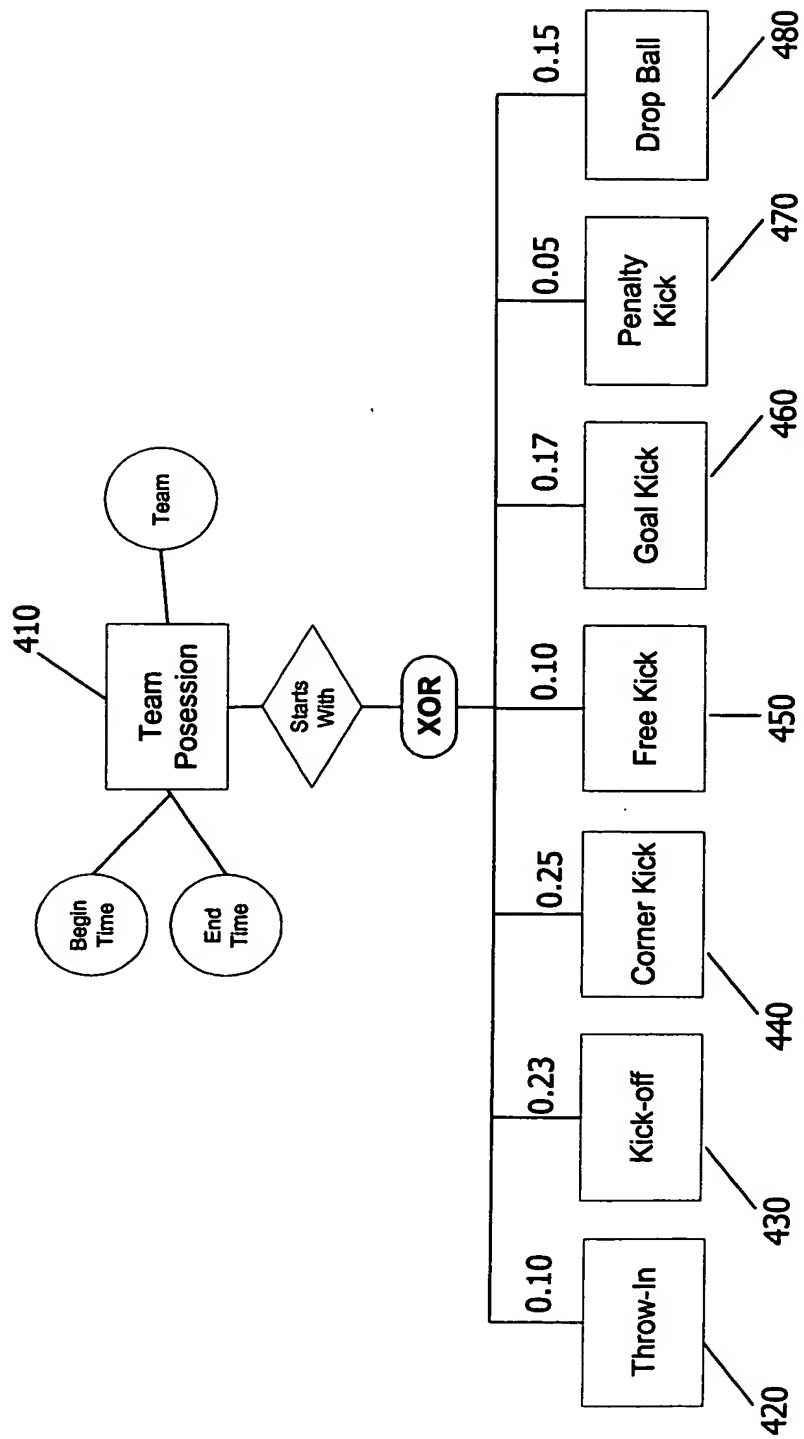 410
Team
Posession
Team
Begin
Time
End
Time
Starts
With
XOR
0.10
0.23
0.25
0.10
0.17
0.05
0.15
Throw-In
Kick-off
Corner Kick
Free Kick
Goal Kick
Penalty
Kick
Drop Ball
420
430
440
450
460
470
480